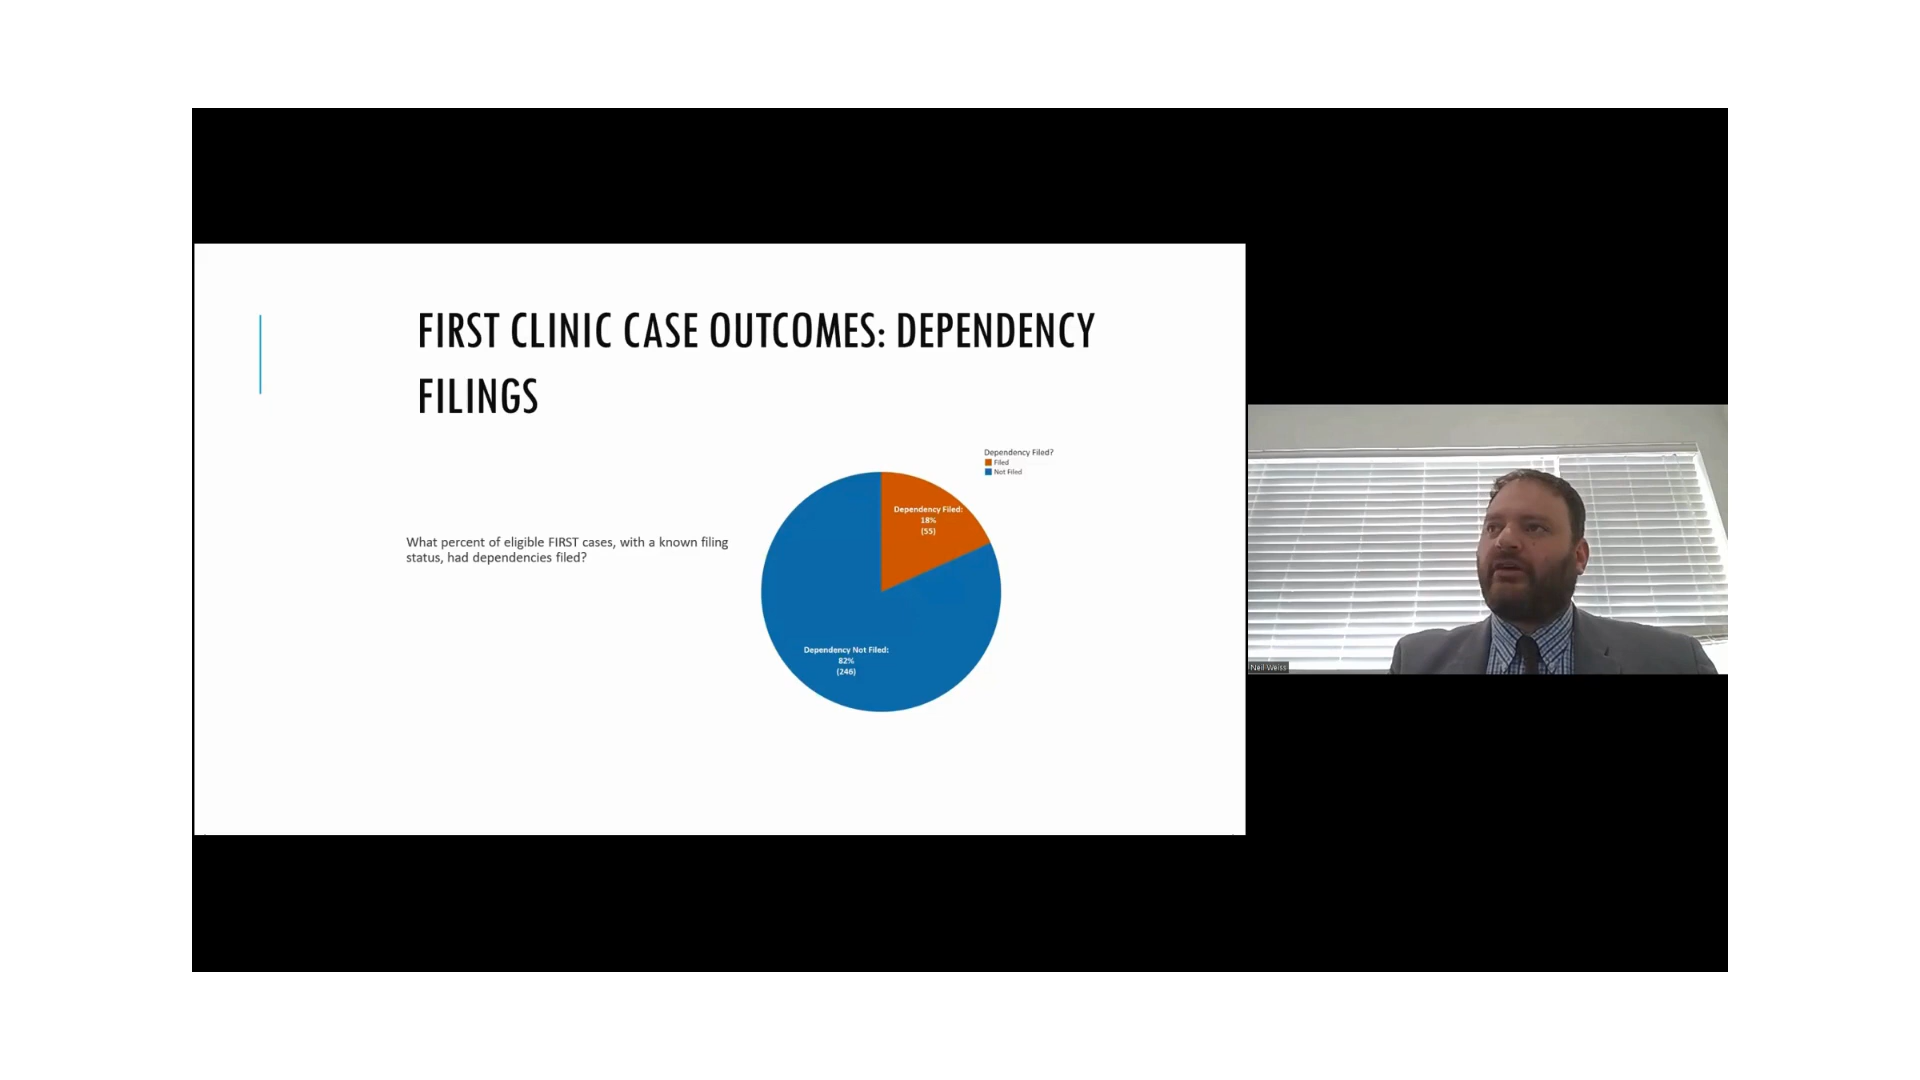 FIRST CLINIC CASE OUTCOMES: DEPENDENCY
FILINGS
Dependency Filed?
Filed
Not Filed
Dependency Filed:
18%
(55)
What percent of eligible FIRST cases, with a known filing
status, had dependencies filed?
Dependency Not Filed:
82%
(246)
Neil Weiss